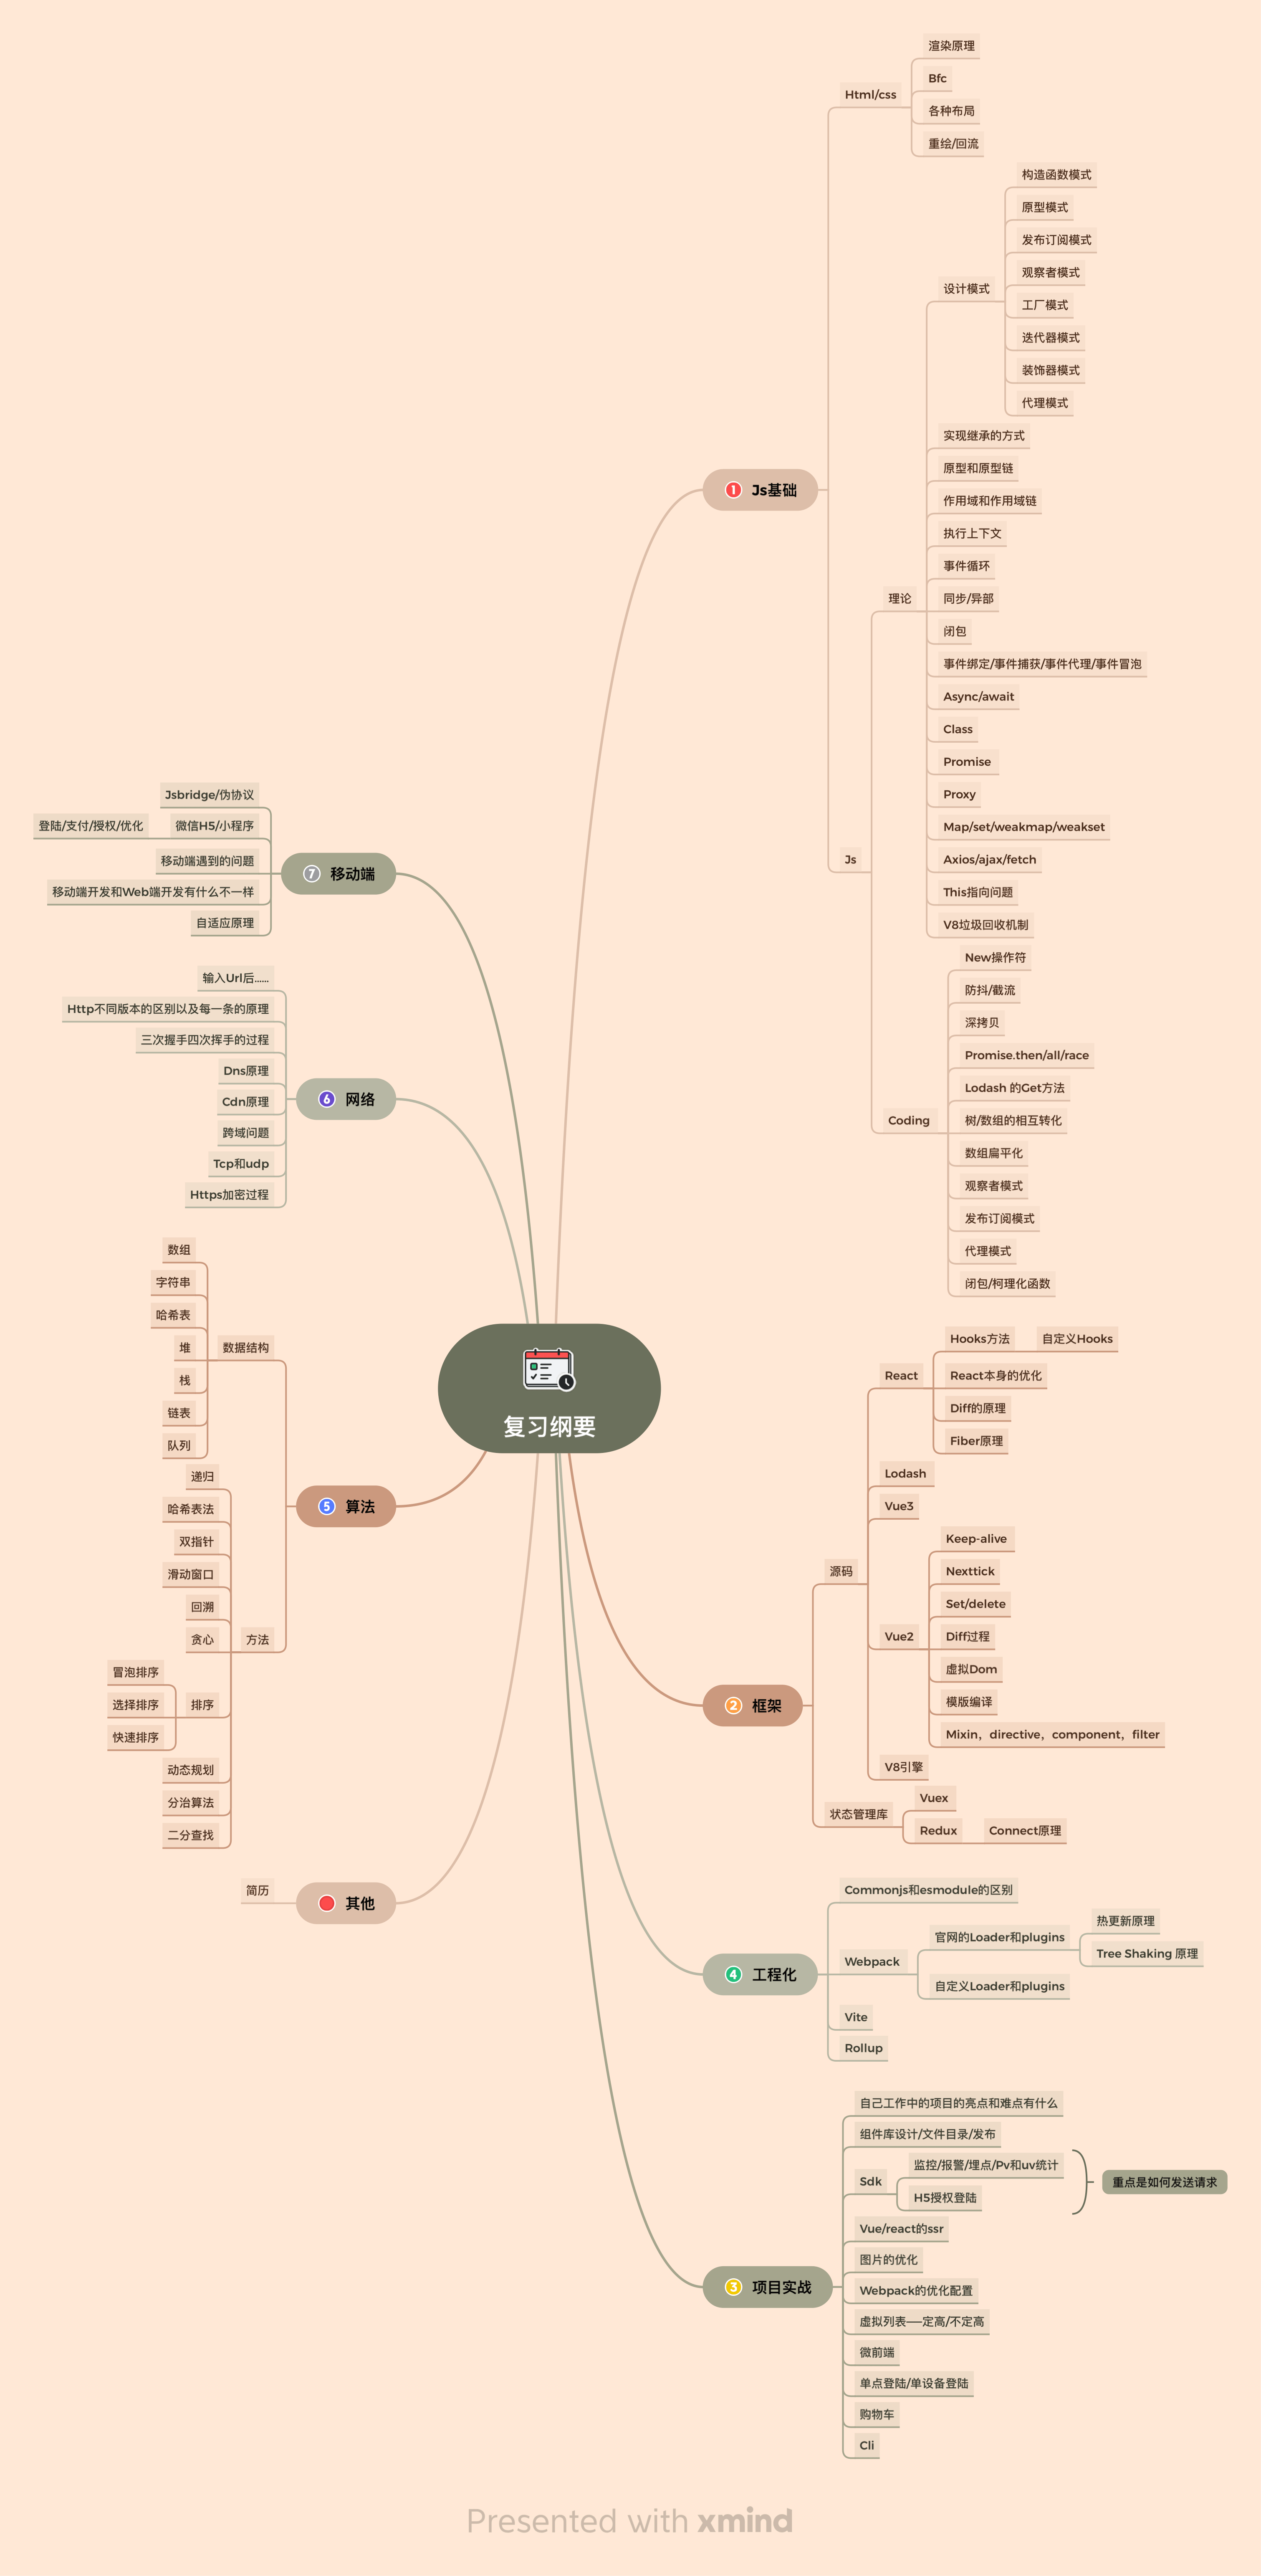 复习纲要
1 Js基础
Html/css
渲染原理
Bfc
各种布局
重绘/回流
Js
理论
设计模式
构造函数模式
原型模式
发布订阅模式
观察者模式
工厂模式
迭代器模式
装饰器模式
代理模式
实现继承的方式
原型和原型链
作用域和作用域链
执行上下文
事件循环
同步/异部
闭包
事件绑定/事件捕获/事件代理/事件冒泡
Async/await
Class
Promise
Proxy
Map/set/weakmap/weakset
Axios/ajax/fetch
This指向问题
V8垃圾回收机制
Coding
New操作符
防抖/截流
深拷贝
Promise.then/all/race
Lodash 的Get方法
树/数组的相互转化
数组扁平化
观察者模式
发布订阅模式
代理模式
闭包/柯理化函数
2 框架
源码
React
Hooks方法
自定义Hooks
React本身的优化
Diff的原理
Fiber原理
Lodash
Vue3
Vue2
Keep-alive
Nexttick
Set/delete
Diff过程
虚拟Dom
模版编译
Mixin，directive，component，filter
V8引擎
状态管理库
Vuex
Redux
Connect原理
4 工程化
Commonjs和esmodule的区别
Webpack
官网的Loader和plugins
热更新原理
Tree Shaking 原理
自定义Loader和plugins
Vite
Rollup
3 项目实战
自己工作中的项目的亮点和难点有什么
组件库设计/文件目录/发布
Sdk
监控/报警/埋点/Pv和uv统计
H5授权登陆
重点是如何发送请求
Vue/react的ssr
图片的优化
Webpack的优化配置
虚拟列表——定高/不定高
微前端
单点登陆/单设备登陆
购物车
Cli
7 移动端
Jsbridge/伪协议
微信H5/小程序
登陆/支付/授权/优化
移动端遇到的问题
移动端开发和Web端开发有什么不一样
自适应原理
6 网络
输入Url后......
Http不同版本的区别以及每一条的原理
三次握手四次挥手的过程
Dns原理
Cdn原理
跨域问题
Tcp和udp
Https加密过程
5 算法
数据结构
数组
字符串
哈希表
堆
栈
链表
队列
方法
递归
哈希表法
双指针
滑动窗口
回溯
贪心
排序
冒泡排序
选择排序
快速排序
动态规划
分治算法
二分查找
其他
简历
Presented with xmind